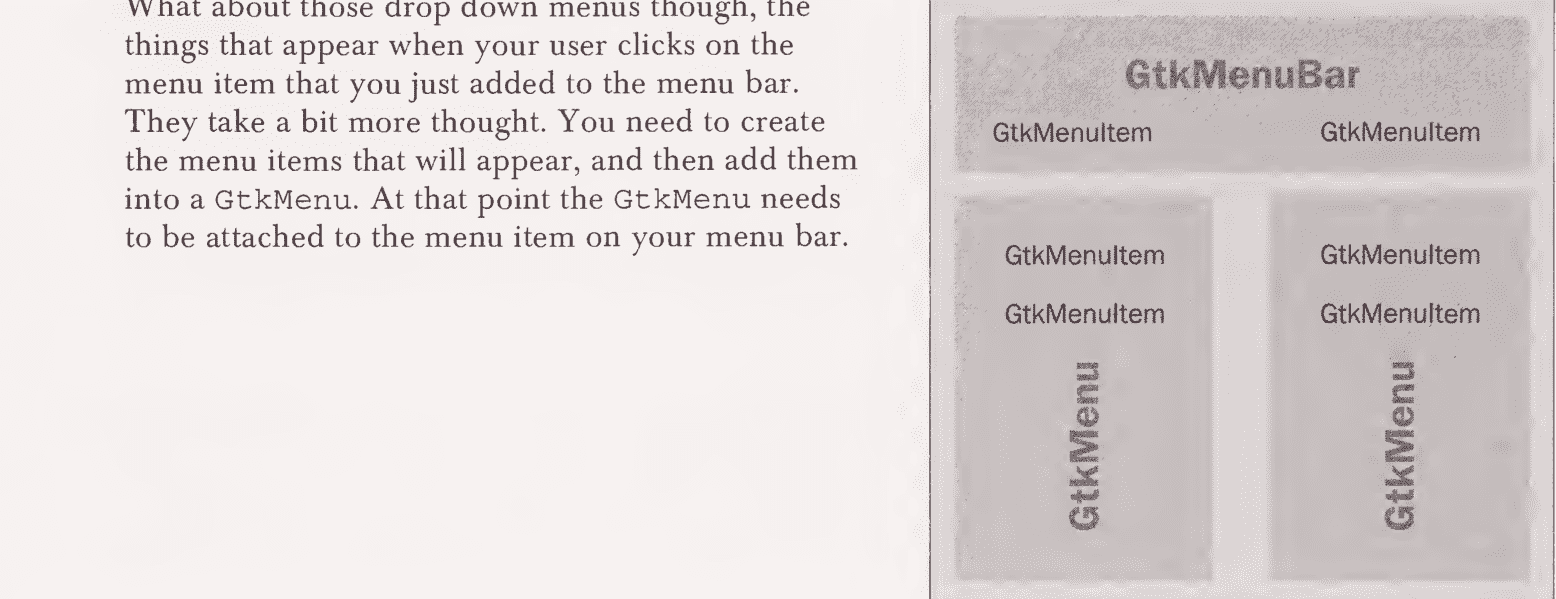 What about those drop down menus though, the
things that appear when your user clicks on the
menu item that you just added to the menu bar.
They take a bit more thought. You need to create
the menu items that will appear, and then add them
into a GtkMenu. At that point the GtkMenu needs
to be attached to the menu item on your menu bar.
GtkMenuBar
GtkMenuItem GtkMenuItem
GtkMenuItem GtkMenuItem
GtkMenuItem GtkMenuItem
GtkMenu GtkMenu